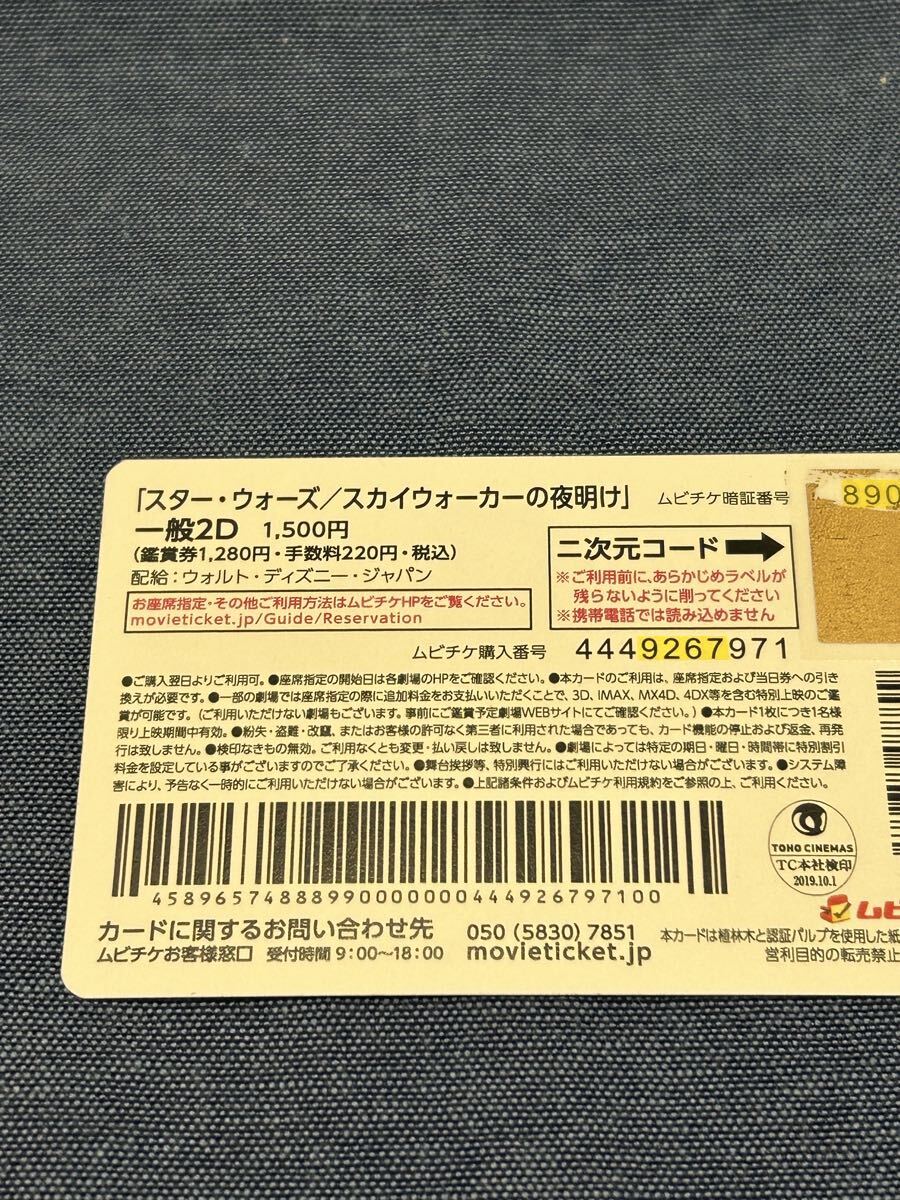 「スター・ウォーズ／スカイウォーカーの夜明け」 ムビチケ暗証番号 890
一般2D 1,500円
(鑑賞券1,280円・手数料220円・税込)
配給：ウォルト・ディズニー・ジャパン
お座席指定・その他ご利用方法はムビチケHPをご覧ください。
movieticket.jp/Guide/Reservation
二次元コード
※ご利用前に、あらかじめラベルが
残らないように削ってください
※携帯電話では読み込めません
ムビチケ購入番号 4449267971
●ご購入翌日よりご利用可。●座席指定の開始日は各劇場のHPをご確認ください。●本カードのご利用は、座席指定および当日券への引き
換えが必要です。●一部の劇場では座席指定の際に追加料金をお支払いいただくことで、3D、IMAX、MX4D、4DX等を含む特別上映のご鑑
賞が可能です。(ご利用いただけない劇場もございます。事前にご鑑賞予定劇場WEBサイトにてご確認ください。)●本カード1枚につき1名様
限り上映期間中有効。●紛失・盗難・改竄、またはお客様の許可なく第三者に利用された場合であっても、カード機能の停止および返金、再発
行は致しません。●検印なきもの無効。ご利用なくとも変更・払い戻しは致しません。●劇場によっては特定の期日・曜日・時間帯に特別割引
料金を設定している事がございますのでご了承ください。●舞台挨拶等、特別興行にはご利用いただけない場合がございます。●システム障
害により、予告なく一時的にご利用いただけない場合がございます。●上記諸条件およびムビチケ利用規約をご参照の上、ご利用ください。
458965748889900000000444926797100
TOHO CINEMAS
TC本社検印
2019.10.1
カードに関するお問い合わせ先 050 (5830) 7851
ムビチケお客様窓口 受付時間 9:00〜18:00 movieticket.jp
ムビ
本カードは植林木と認証パルプを使用した紙
営利目的の転売禁止